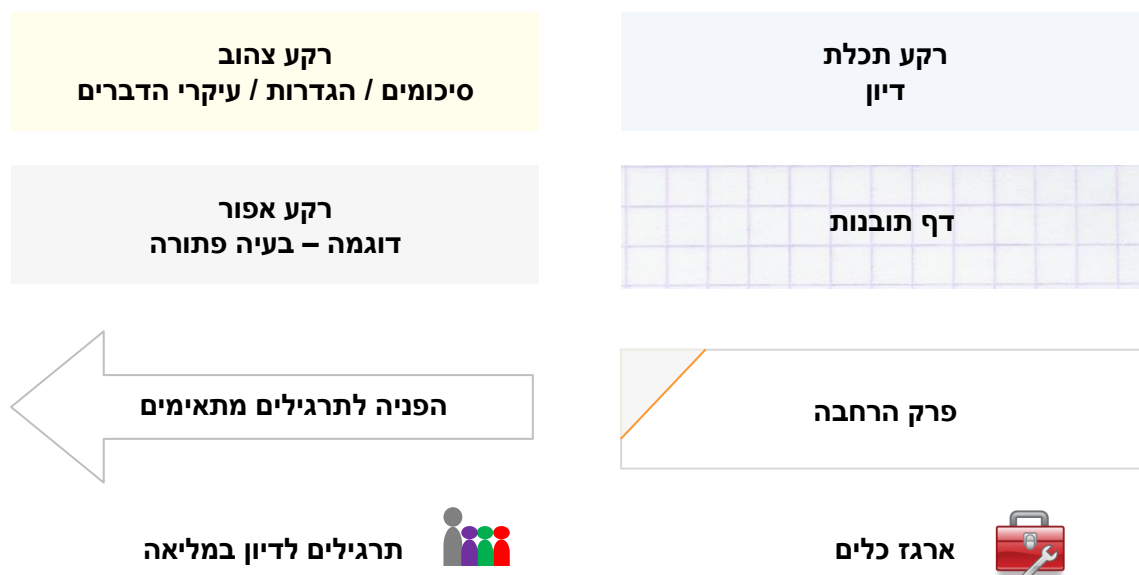 רקע תכלת
דיון
רקע צהוב
סיכומים / הגדרות / עיקרי הדברים
דף תובנות
רקע אפור
דוגמה – בעיה פתורה
פרק הרחבה
הפניה לתרגילים מתאימים
ארגז כלים
תרגילים לדיון במליאה